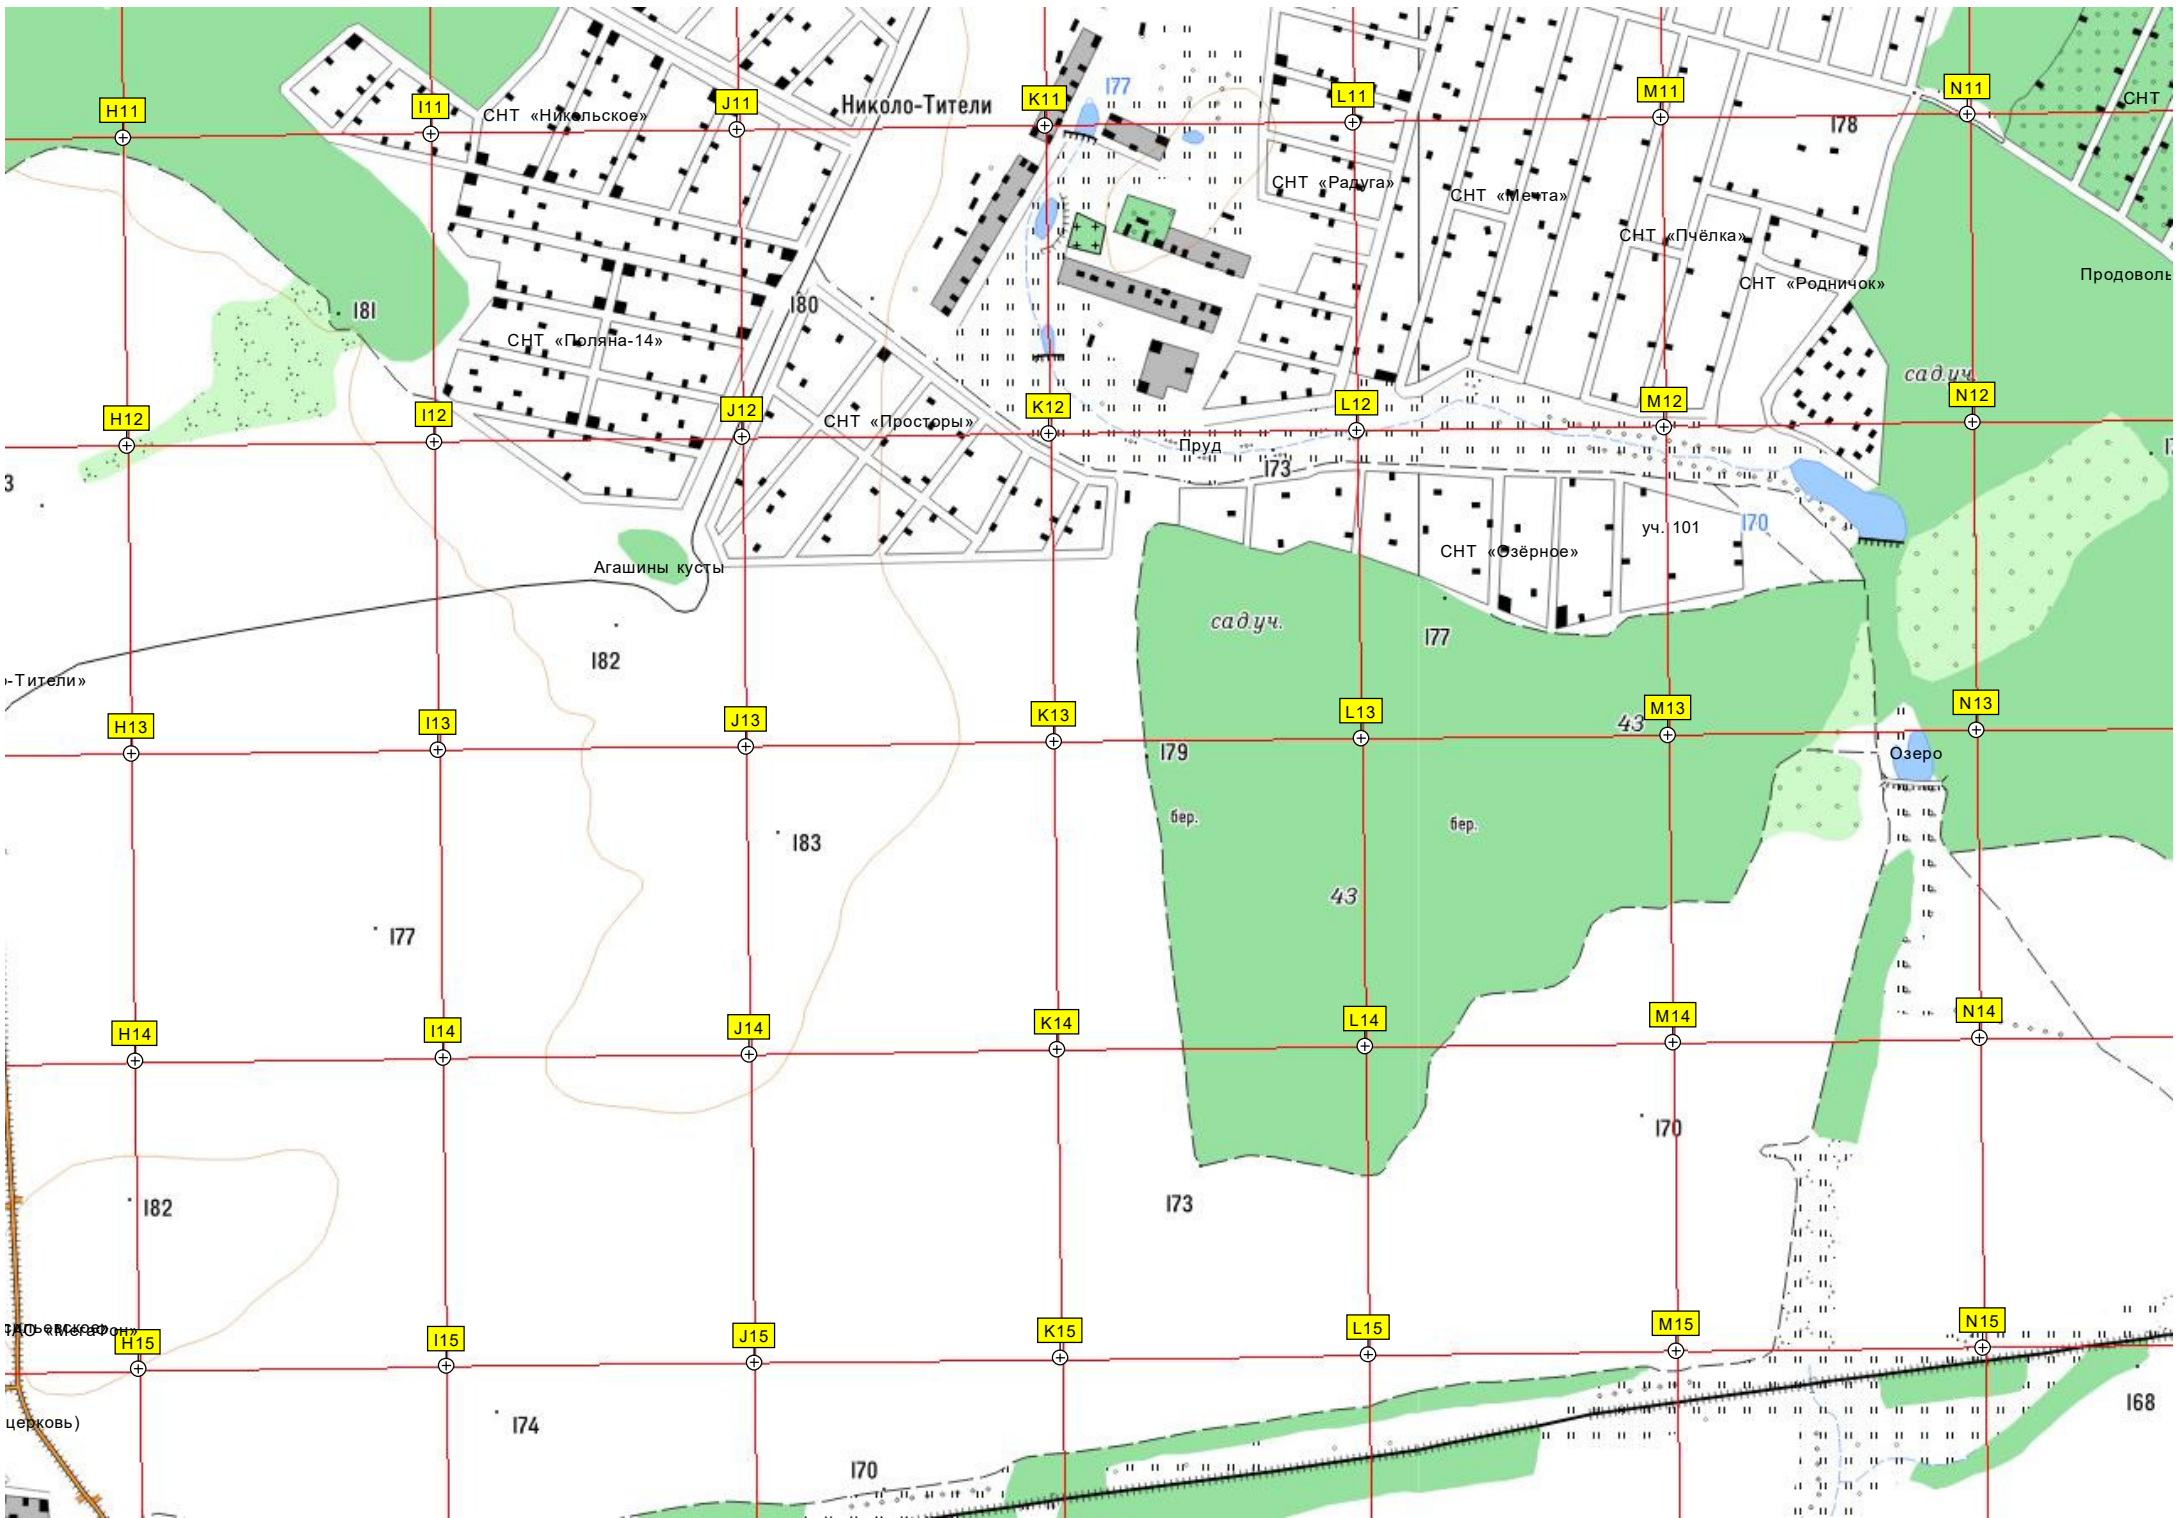 177
K11
L11
M11
N11
СНТ
H11
I11
СНТ «Никольское»
J11
Николо-Тители
178
СНТ «Радуга»
СНТ «Мечта»
СНТ «Пчёлка»
СНТ «Родничок»
181
180
СНТ «Поляна-14»
сад.уч.
H12
I12
J12
СНТ «Просторы»
K12
L12
M12
N12
Пруд
173
3
уч. 101
170
СНТ «Озёрное»
Агашины кусты
сад.уч.
177
182
-Тители»
H13
I13
J13
K13
L13
43
M13
N13
179
Озеро
бер.
бер.
183
43
177
H14
I14
J14
K14
L14
M14
N14
170
182
173
ПАО «МегаФон»
H15
I15
J15
K15
L15
M15
N15
церковь)
174
168
170